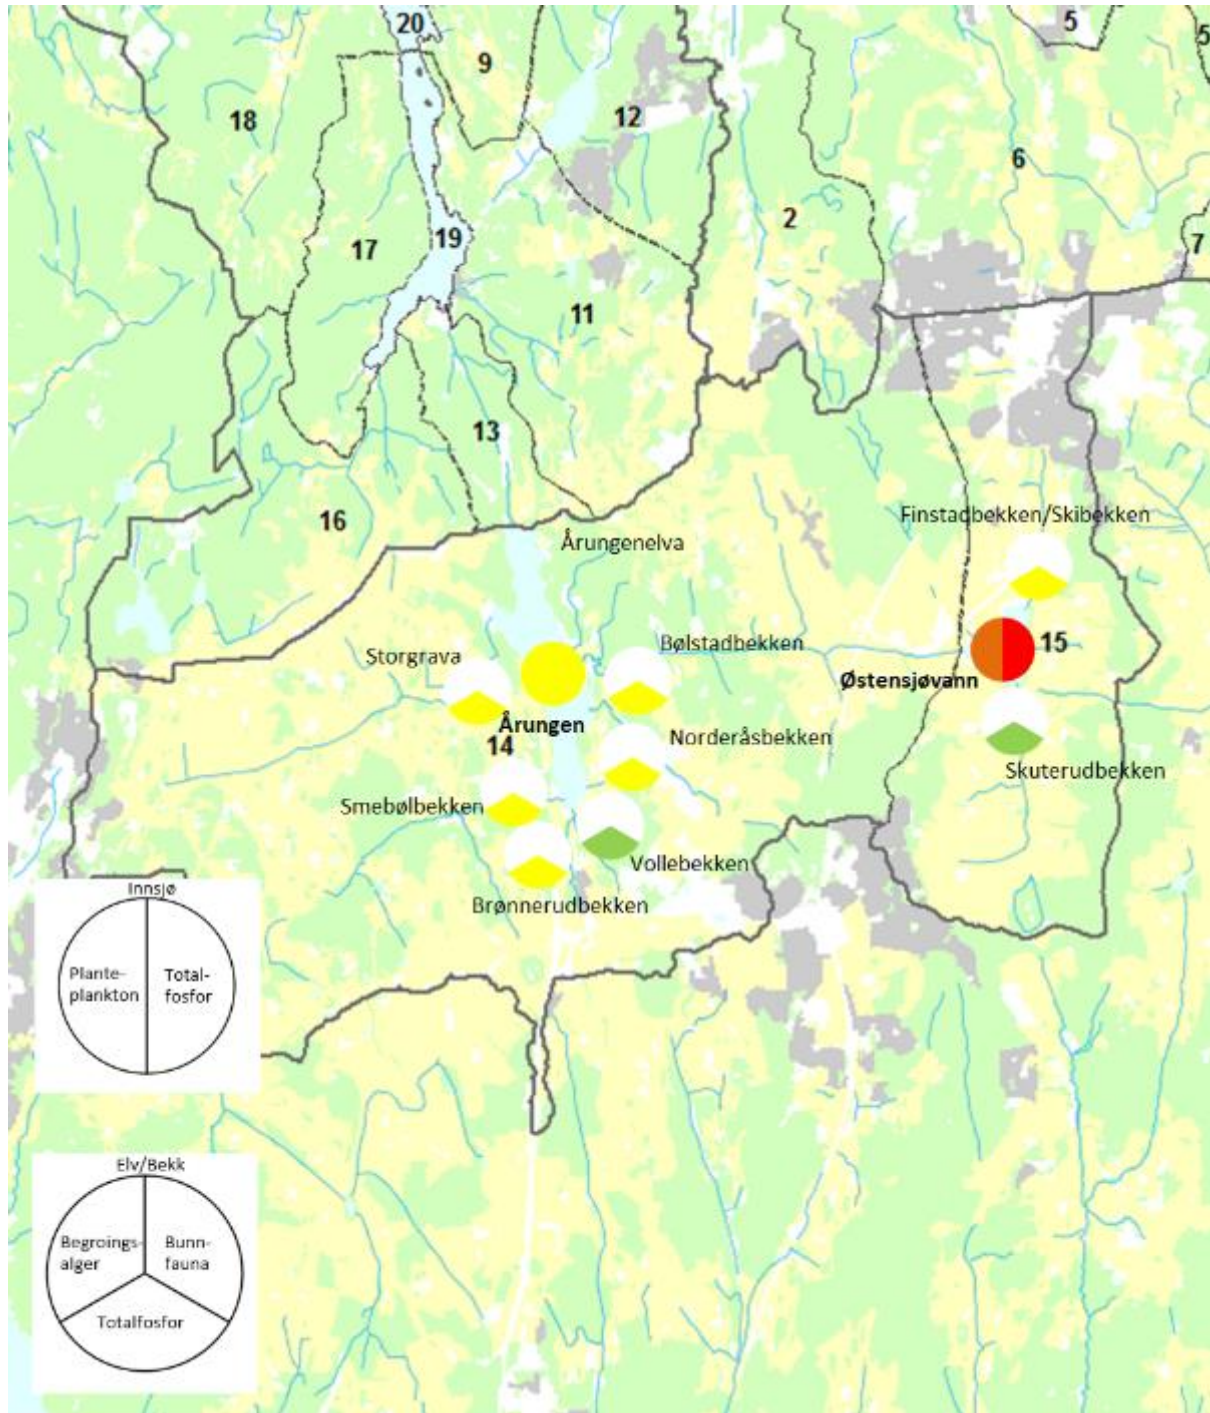 20
5
5
9
18
12
6
2
17
19
7
11
13
Finstadbekken/Skibekken
16
Årungenelva
Bølstadbekken
15
Storgrava
Østensjøvann
Årungen
Norderåsbekken
14
Skuterudbekken
Smebølbekken
Vollebekken
Brønnerudbekken
Innsjø
Plante-
plankton
Total-
fosfor
Elv/Bekk
Begroings-
alger
Bunn-
fauna
Totalfosfor